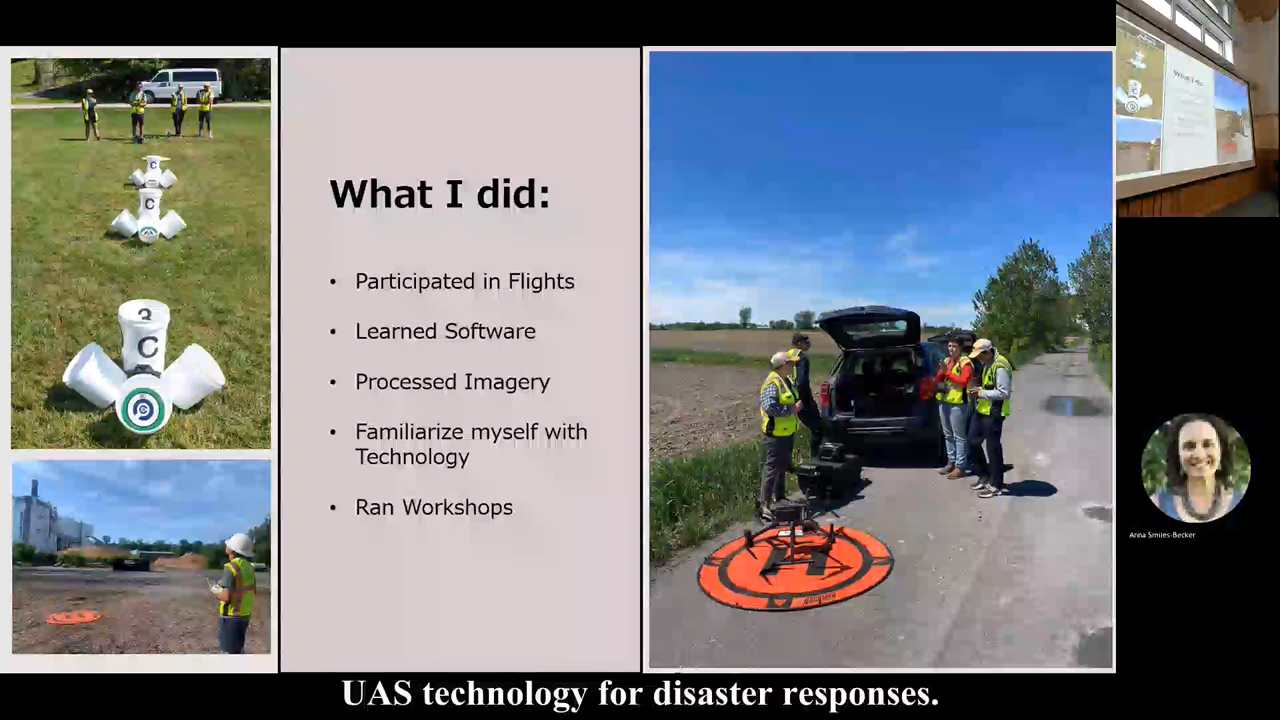 What I did:
• Participated in Flights
• Learned Software
• Processed Imagery
• Familiarize myself with
Technology
• Ran Workshops
3
C
C
C
H
Anna Smiles-Becker
UAS technology for disaster responses.